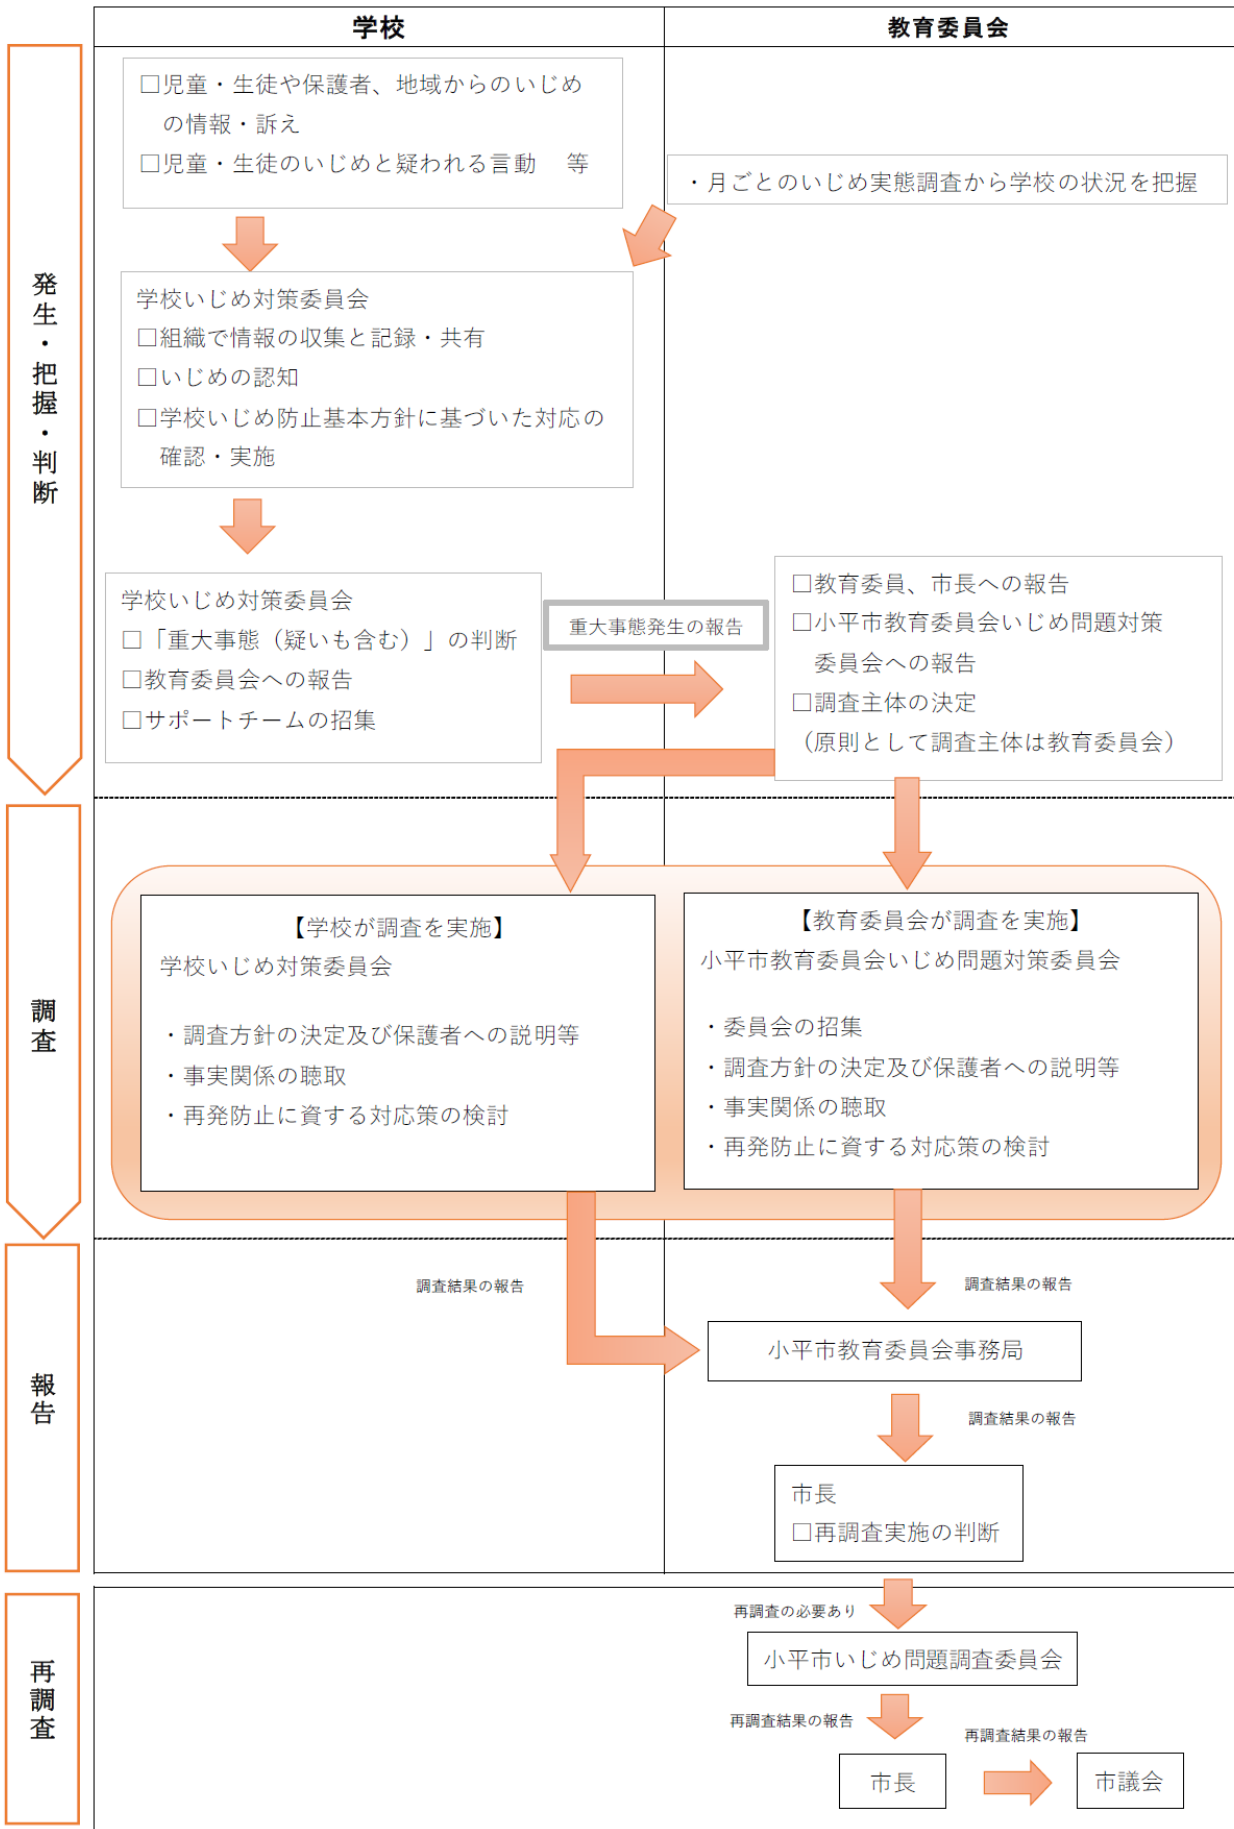 学校
教育委員会
発生・把握・判断
□児童・生徒や保護者、地域からのいじめ
の情報・訴え
□児童・生徒のいじめと疑われる言動　等
・月ごとのいじめ実態調査から学校の状況を把握
学校いじめ対策委員会
□組織で情報の収集と記録・共有
□いじめの認知
□学校いじめ防止基本方針に基づいた対応の
確認・実施
学校いじめ対策委員会
□「重大事態（疑いも含む）」の判断
□教育委員会への報告
□サポートチームの招集
重大事態発生の報告
□教育委員、市長への報告
□小平市教育委員会いじめ問題対策
委員会への報告
□調査主体の決定
（原則として調査主体は教育委員会）
調査
【学校が調査を実施】
学校いじめ対策委員会
・調査方針の決定及び保護者への説明等
・事実関係の聴取
・再発防止に資する対応策の検討
【教育委員会が調査を実施】
小平市教育委員会いじめ問題対策委員会
・委員会の招集
・調査方針の決定及び保護者への説明等
・事実関係の聴取
・再発防止に資する対応策の検討
報告
調査結果の報告
調査結果の報告
小平市教育委員会事務局
調査結果の報告
市長
□再調査実施の判断
再調査
再調査の必要あり
小平市いじめ問題調査委員会
再調査結果の報告
再調査結果の報告
市長
市議会